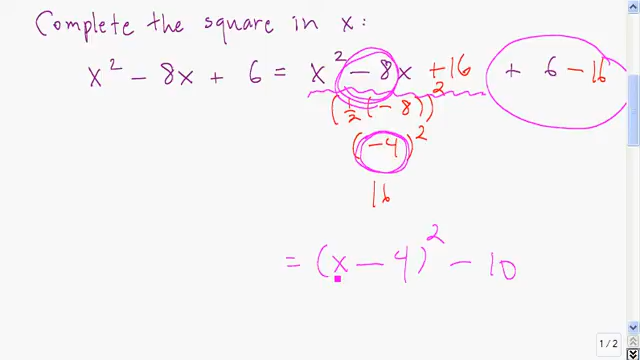 Complete the square in x:
x² − 8x + 6 = x² − 8x + 16 + 6 − 16
(½(−8))²
(−4)²
16
= (x − 4)² − 10
1/2